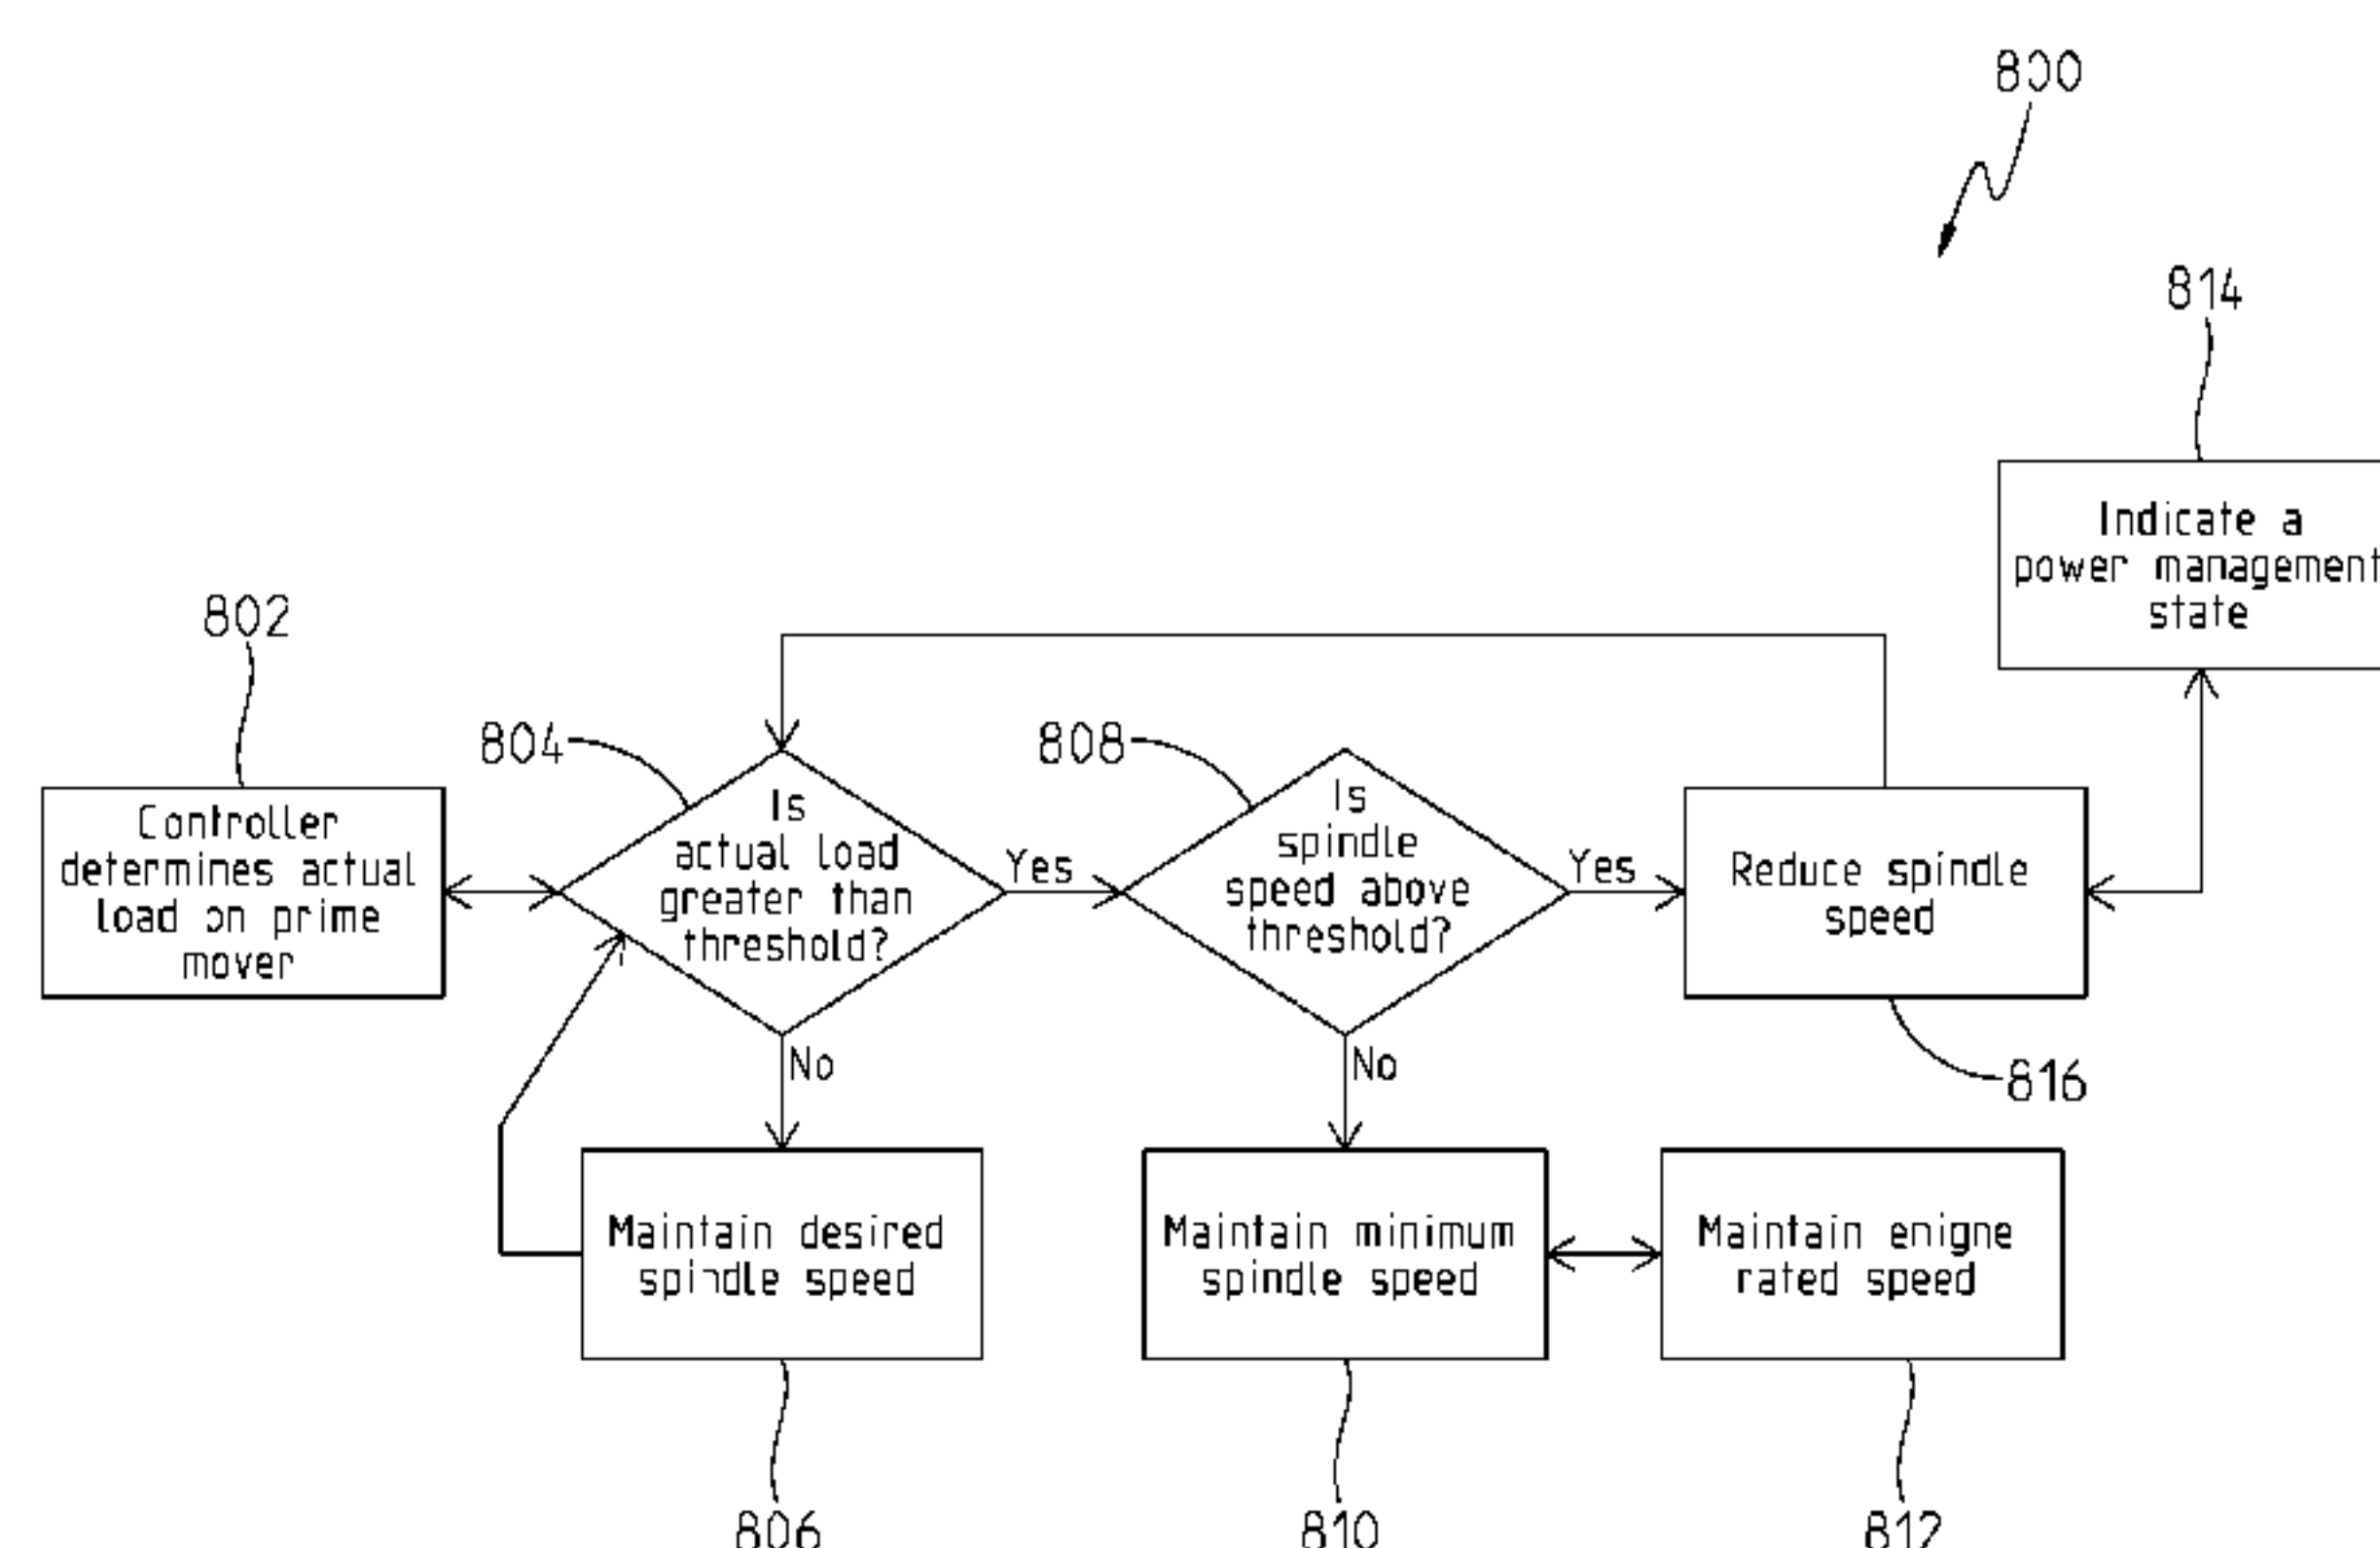 800
814
Indicate a
power management
state
802
804
808
Controller
determines actual
load on prime
mover
Is
actual load
greater than
threshold?
Yes
Is
spindle
speed above
threshold?
Yes
Reduce spindle
speed
816
No
No
Maintain desired
spindle speed
Maintain minimum
spindle speed
Maintain enigne
rated speed
806
810
812